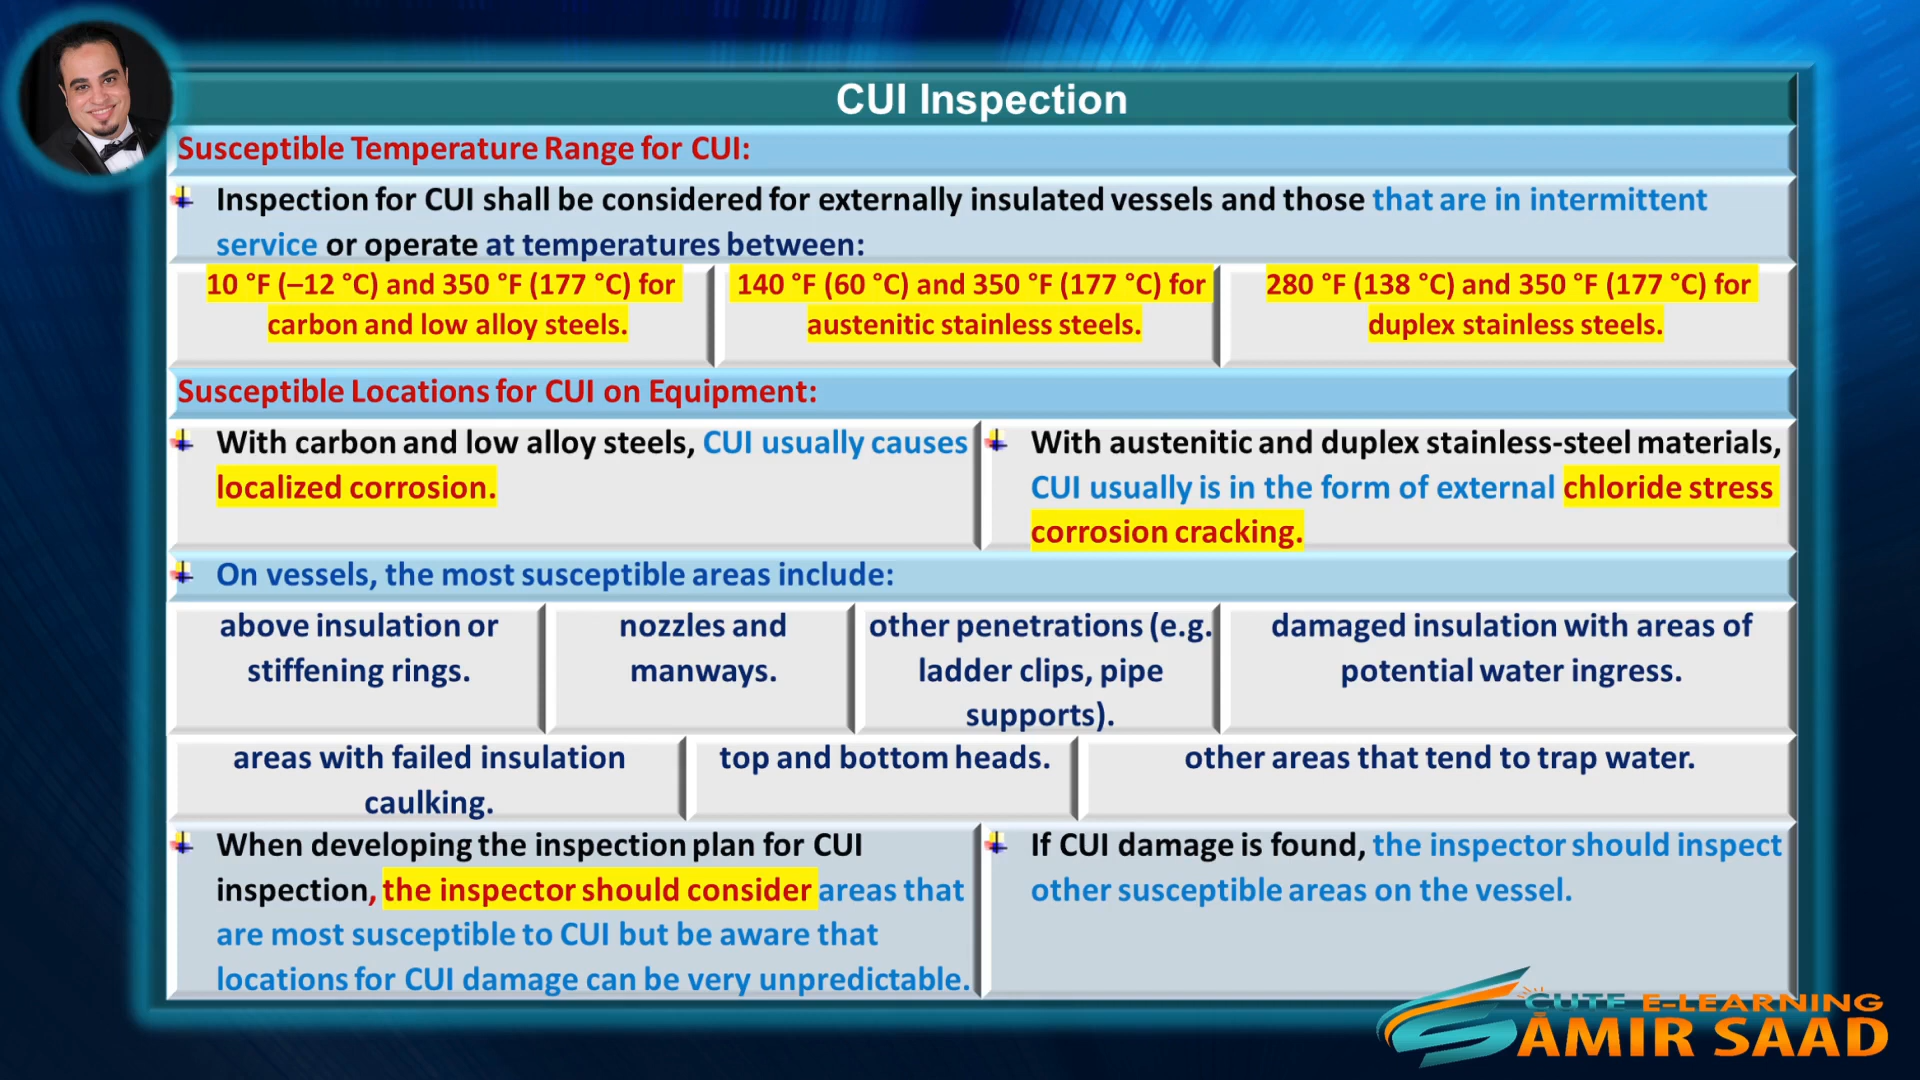 CUI Inspection
Susceptible Temperature Range for CUI:
Inspection for CUI shall be considered for externally insulated vessels and those that are in intermittent
service or operate at temperatures between:
10 °F (–12 °C) and 350 °F (177 °C) for
carbon and low alloy steels.
140 °F (60 °C) and 350 °F (177 °C) for
austenitic stainless steels.
280 °F (138 °C) and 350 °F (177 °C) for
duplex stainless steels.
Susceptible Locations for CUI on Equipment:
With carbon and low alloy steels, CUI usually causes
localized corrosion.
With austenitic and duplex stainless-steel materials,
CUI usually is in the form of external chloride stress
corrosion cracking.
On vessels, the most susceptible areas include:
above insulation or
stiffening rings.
nozzles and
manways.
other penetrations (e.g.
ladder clips, pipe
supports).
damaged insulation with areas of
potential water ingress.
areas with failed insulation
caulking.
top and bottom heads.
other areas that tend to trap water.
When developing the inspection plan for CUI
inspection, the inspector should consider areas that
are most susceptible to CUI but be aware that
locations for CUI damage can be very unpredictable.
If CUI damage is found, the inspector should inspect
other susceptible areas on the vessel.
CUTE E-LEARNING
AMIR SAAD